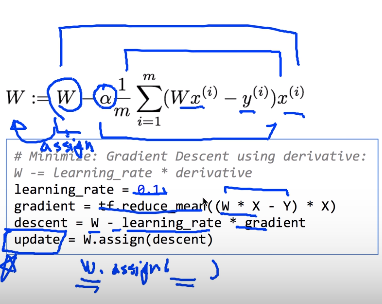 W := W − α 1/m ∑_{i=1}^{m} (Wx^{(i)} − y^{(i)})x^{(i)}
assign
# Minimize: Gradient Descent using derivative:
W -= Learning_rate * derivative
learning_rate = 0.1
gradient = tf.reduce_mean((W * X - Y) * X)
descent = W - learning_rate * gradient
update = W.assign(descent)
W. assign( )